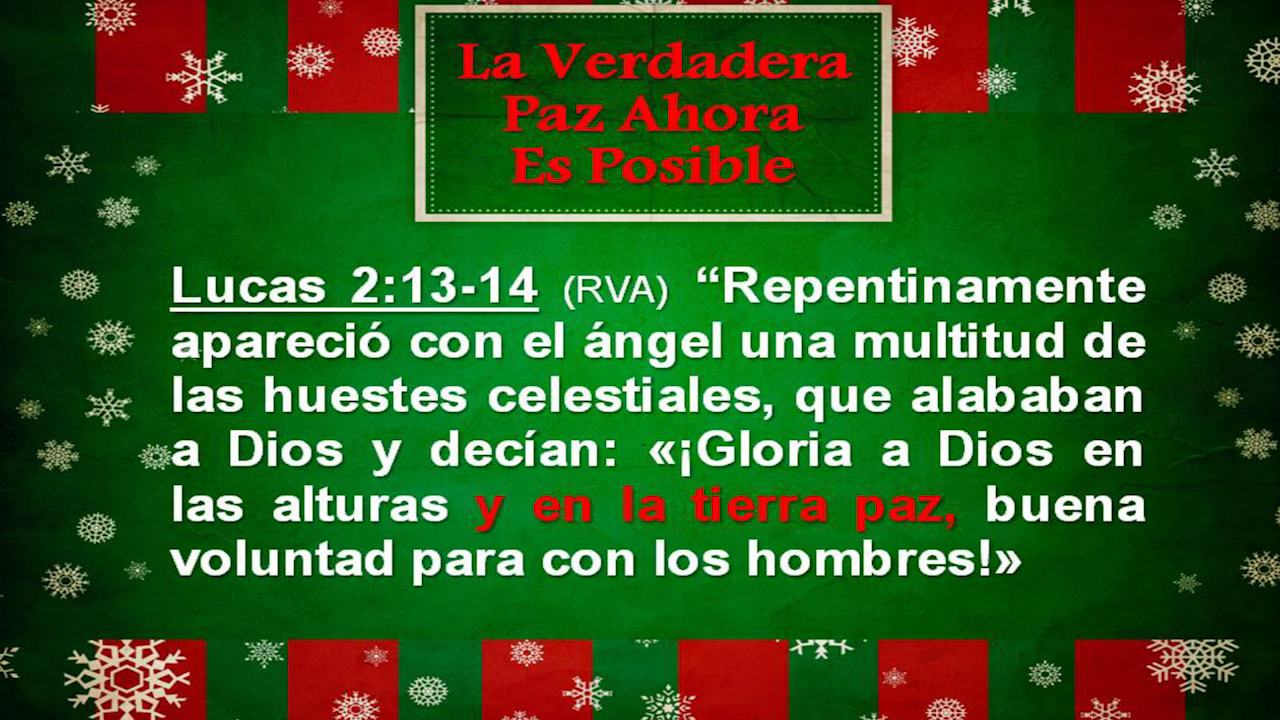 La Verdadera
Paz Ahora
Es Posible
Lucas 2:13-14 (RVA) “Repentinamente
apareció con el ángel una multitud de
las huestes celestiales, que alababan
a Dios y decían: «¡Gloria a Dios en
las alturas y en la tierra paz, buena
voluntad para con los hombres!»